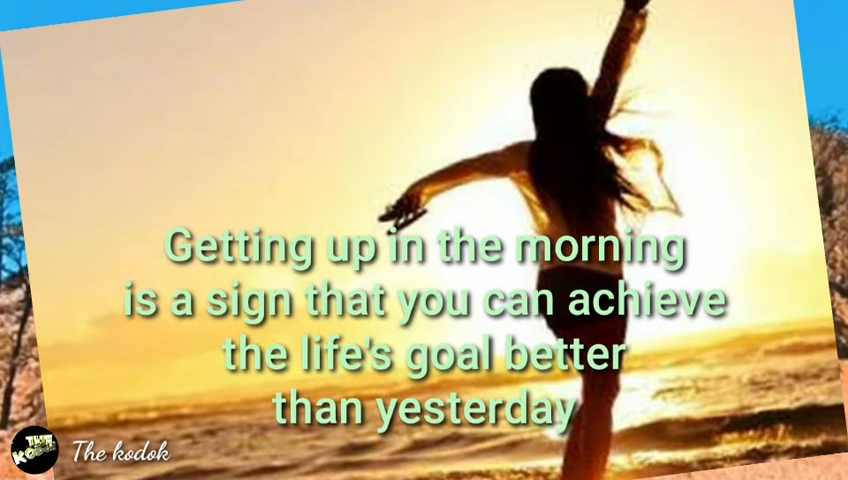 Getting up in the morning
is a sign that you can achieve
the life's goal better
than yesterday
The kodok